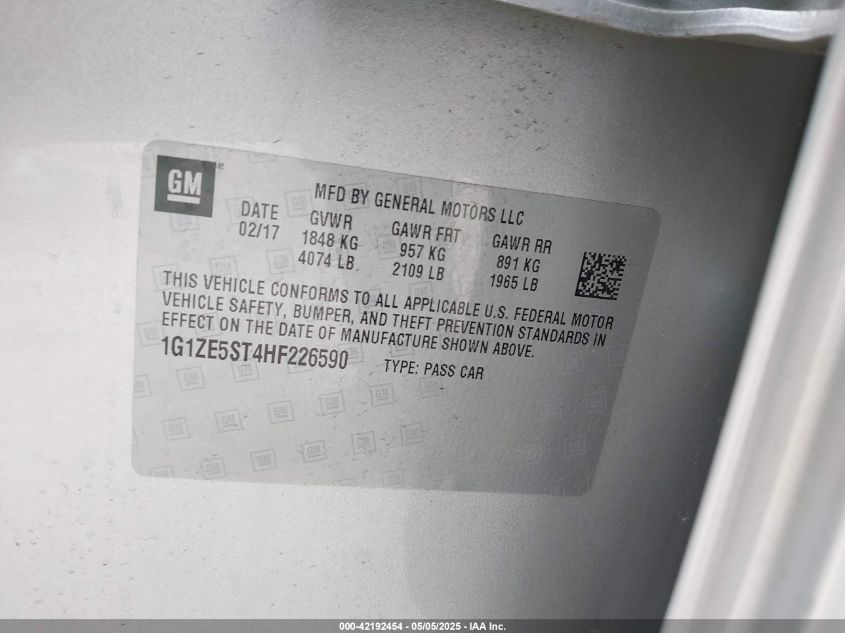 GM
MFD BY GENERAL MOTORS LLC
DATE GVWR GAWR FRT GAWR RR
02/17 1848 KG 957 KG 891 KG
4074 LB 2109 LB 1965 LB
THIS VEHICLE CONFORMS TO ALL APPLICABLE U.S. FEDERAL MOTOR
VEHICLE SAFETY, BUMPER, AND THEFT PREVENTION STANDARDS IN
EFFECT ON THE DATE OF MANUFACTURE SHOWN ABOVE.
1G1ZE5ST4HF226590 TYPE: PASS CAR
000-42192454 - 05/05/2025 - IAA Inc.